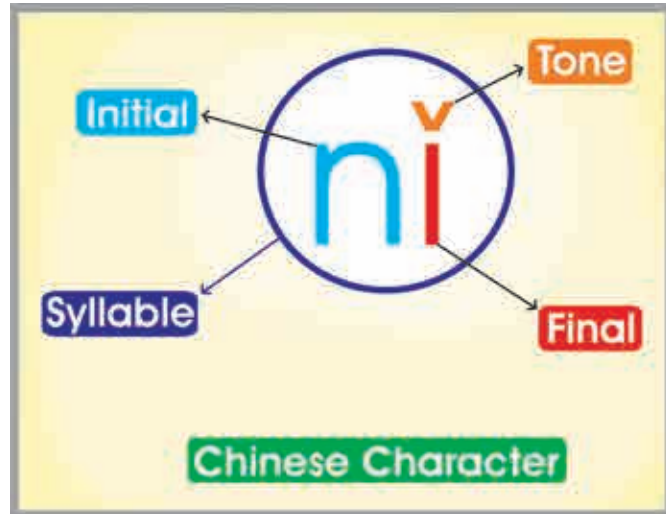 Tone
Initial
nǐ
Syllable
Final
Chinese Character